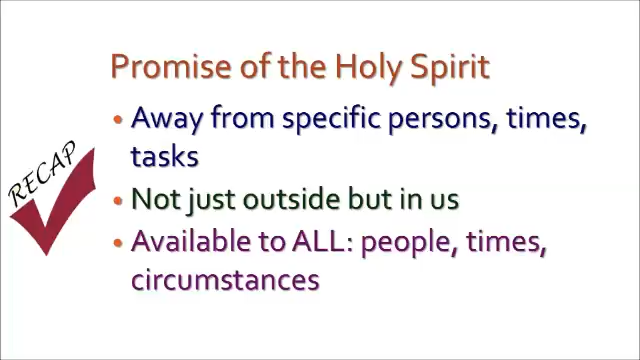 Promise of the Holy Spirit
• Away from specific persons, times,
tasks
RECAP
• Not just outside but in us
• Available to ALL: people, times,
circumstances